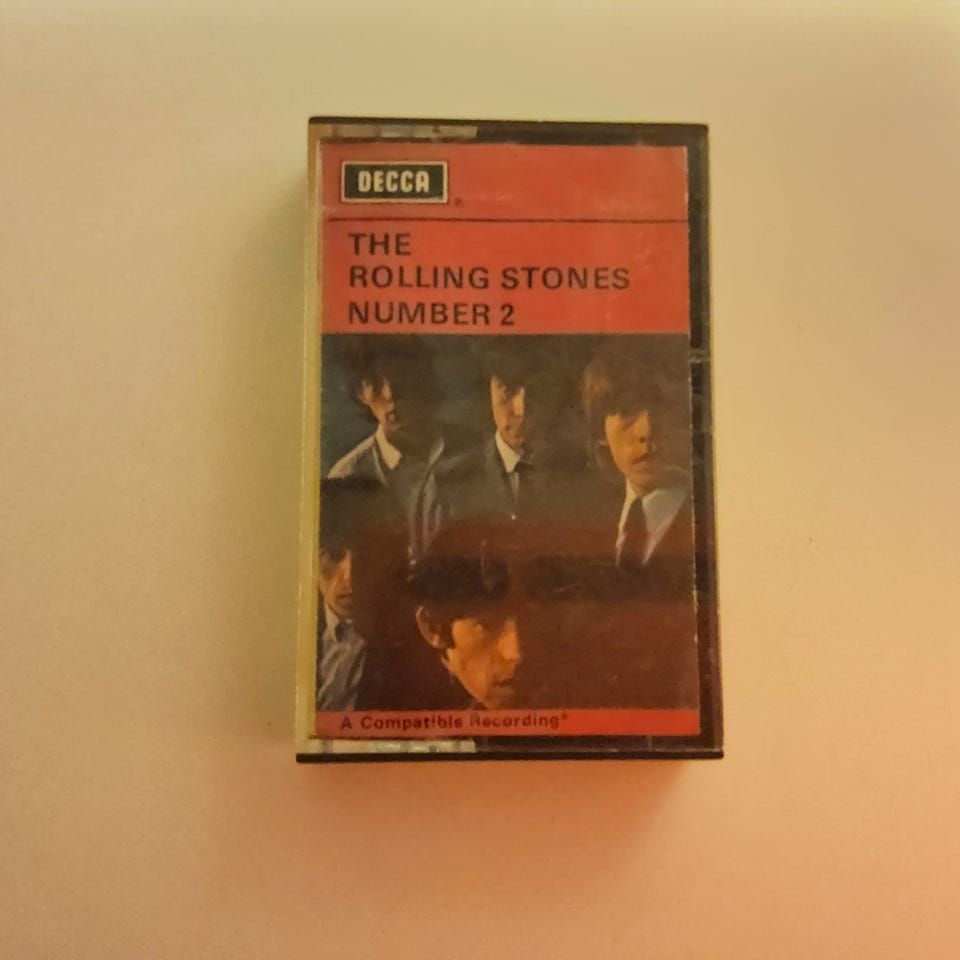 DECCA
THE
ROLLING STONES
NUMBER 2
A Compatible Recording*